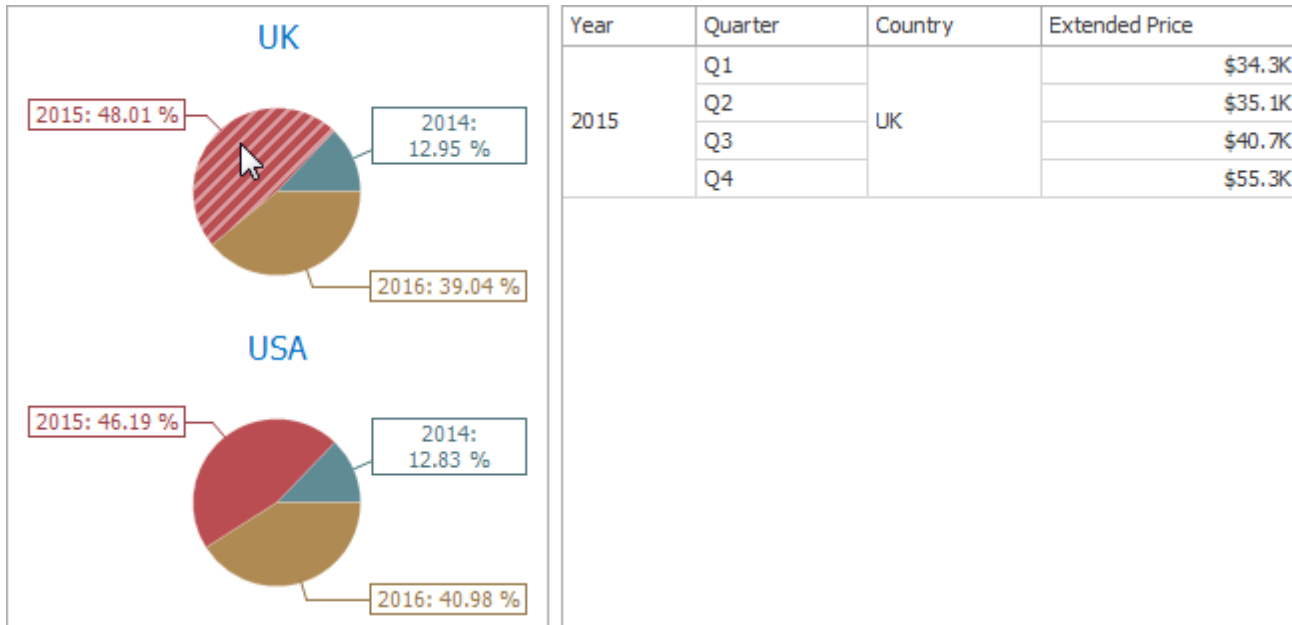 UK
2015: 48.01 %
2014:
12.95 %
2016: 39.04 %
USA
2015: 46.19 %
2014:
12.83 %
2016: 40.98 %
Year Quarter Country Extended Price
2015 Q1 UK $34.3K
Q2 $35.1K
Q3 $40.7K
Q4 $55.3K